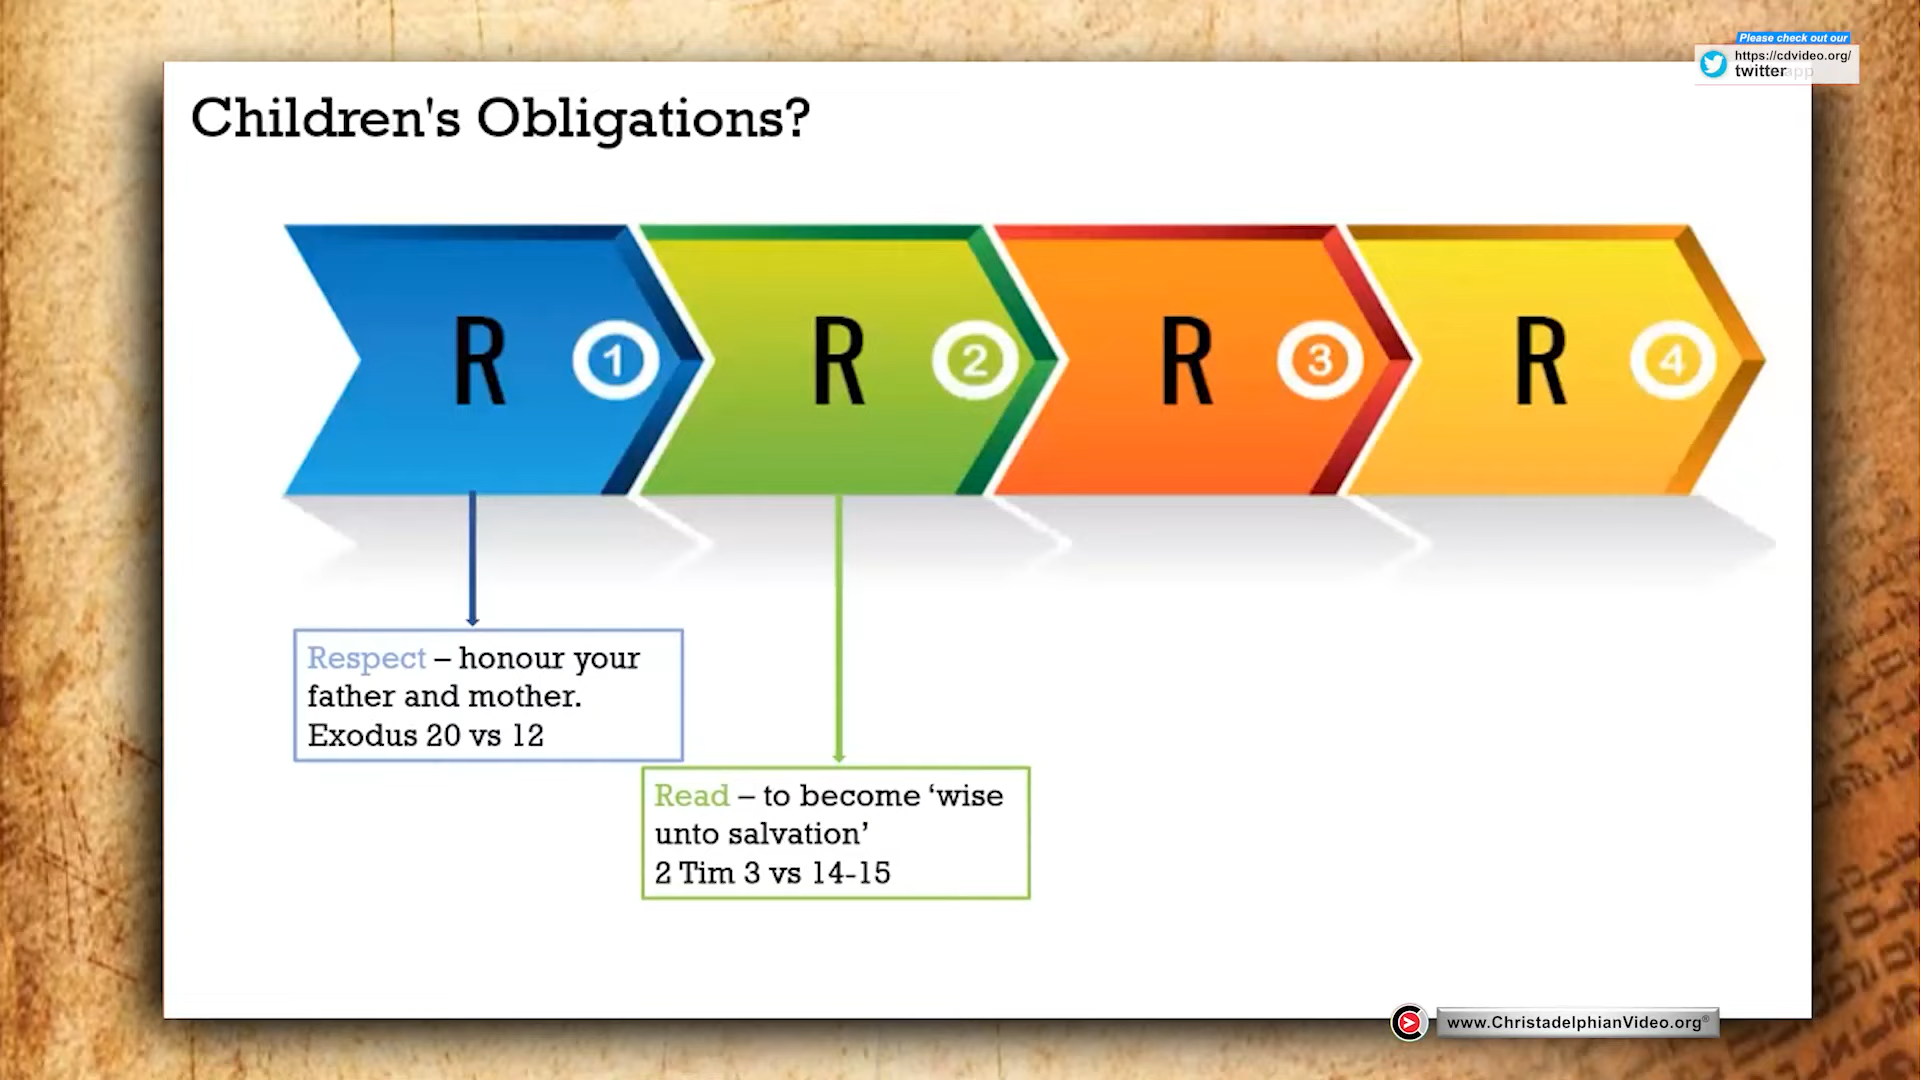 Please check out our
https://cdvideo.org/
twitter
Children's Obligations?
R 1 R 2 R 3 R 4
Respect – honour your
father and mother.
Exodus 20 vs 12
Read – to become ‘wise
unto salvation’
2 Tim 3 vs 14-15
www.ChristadelphianVideo.org®